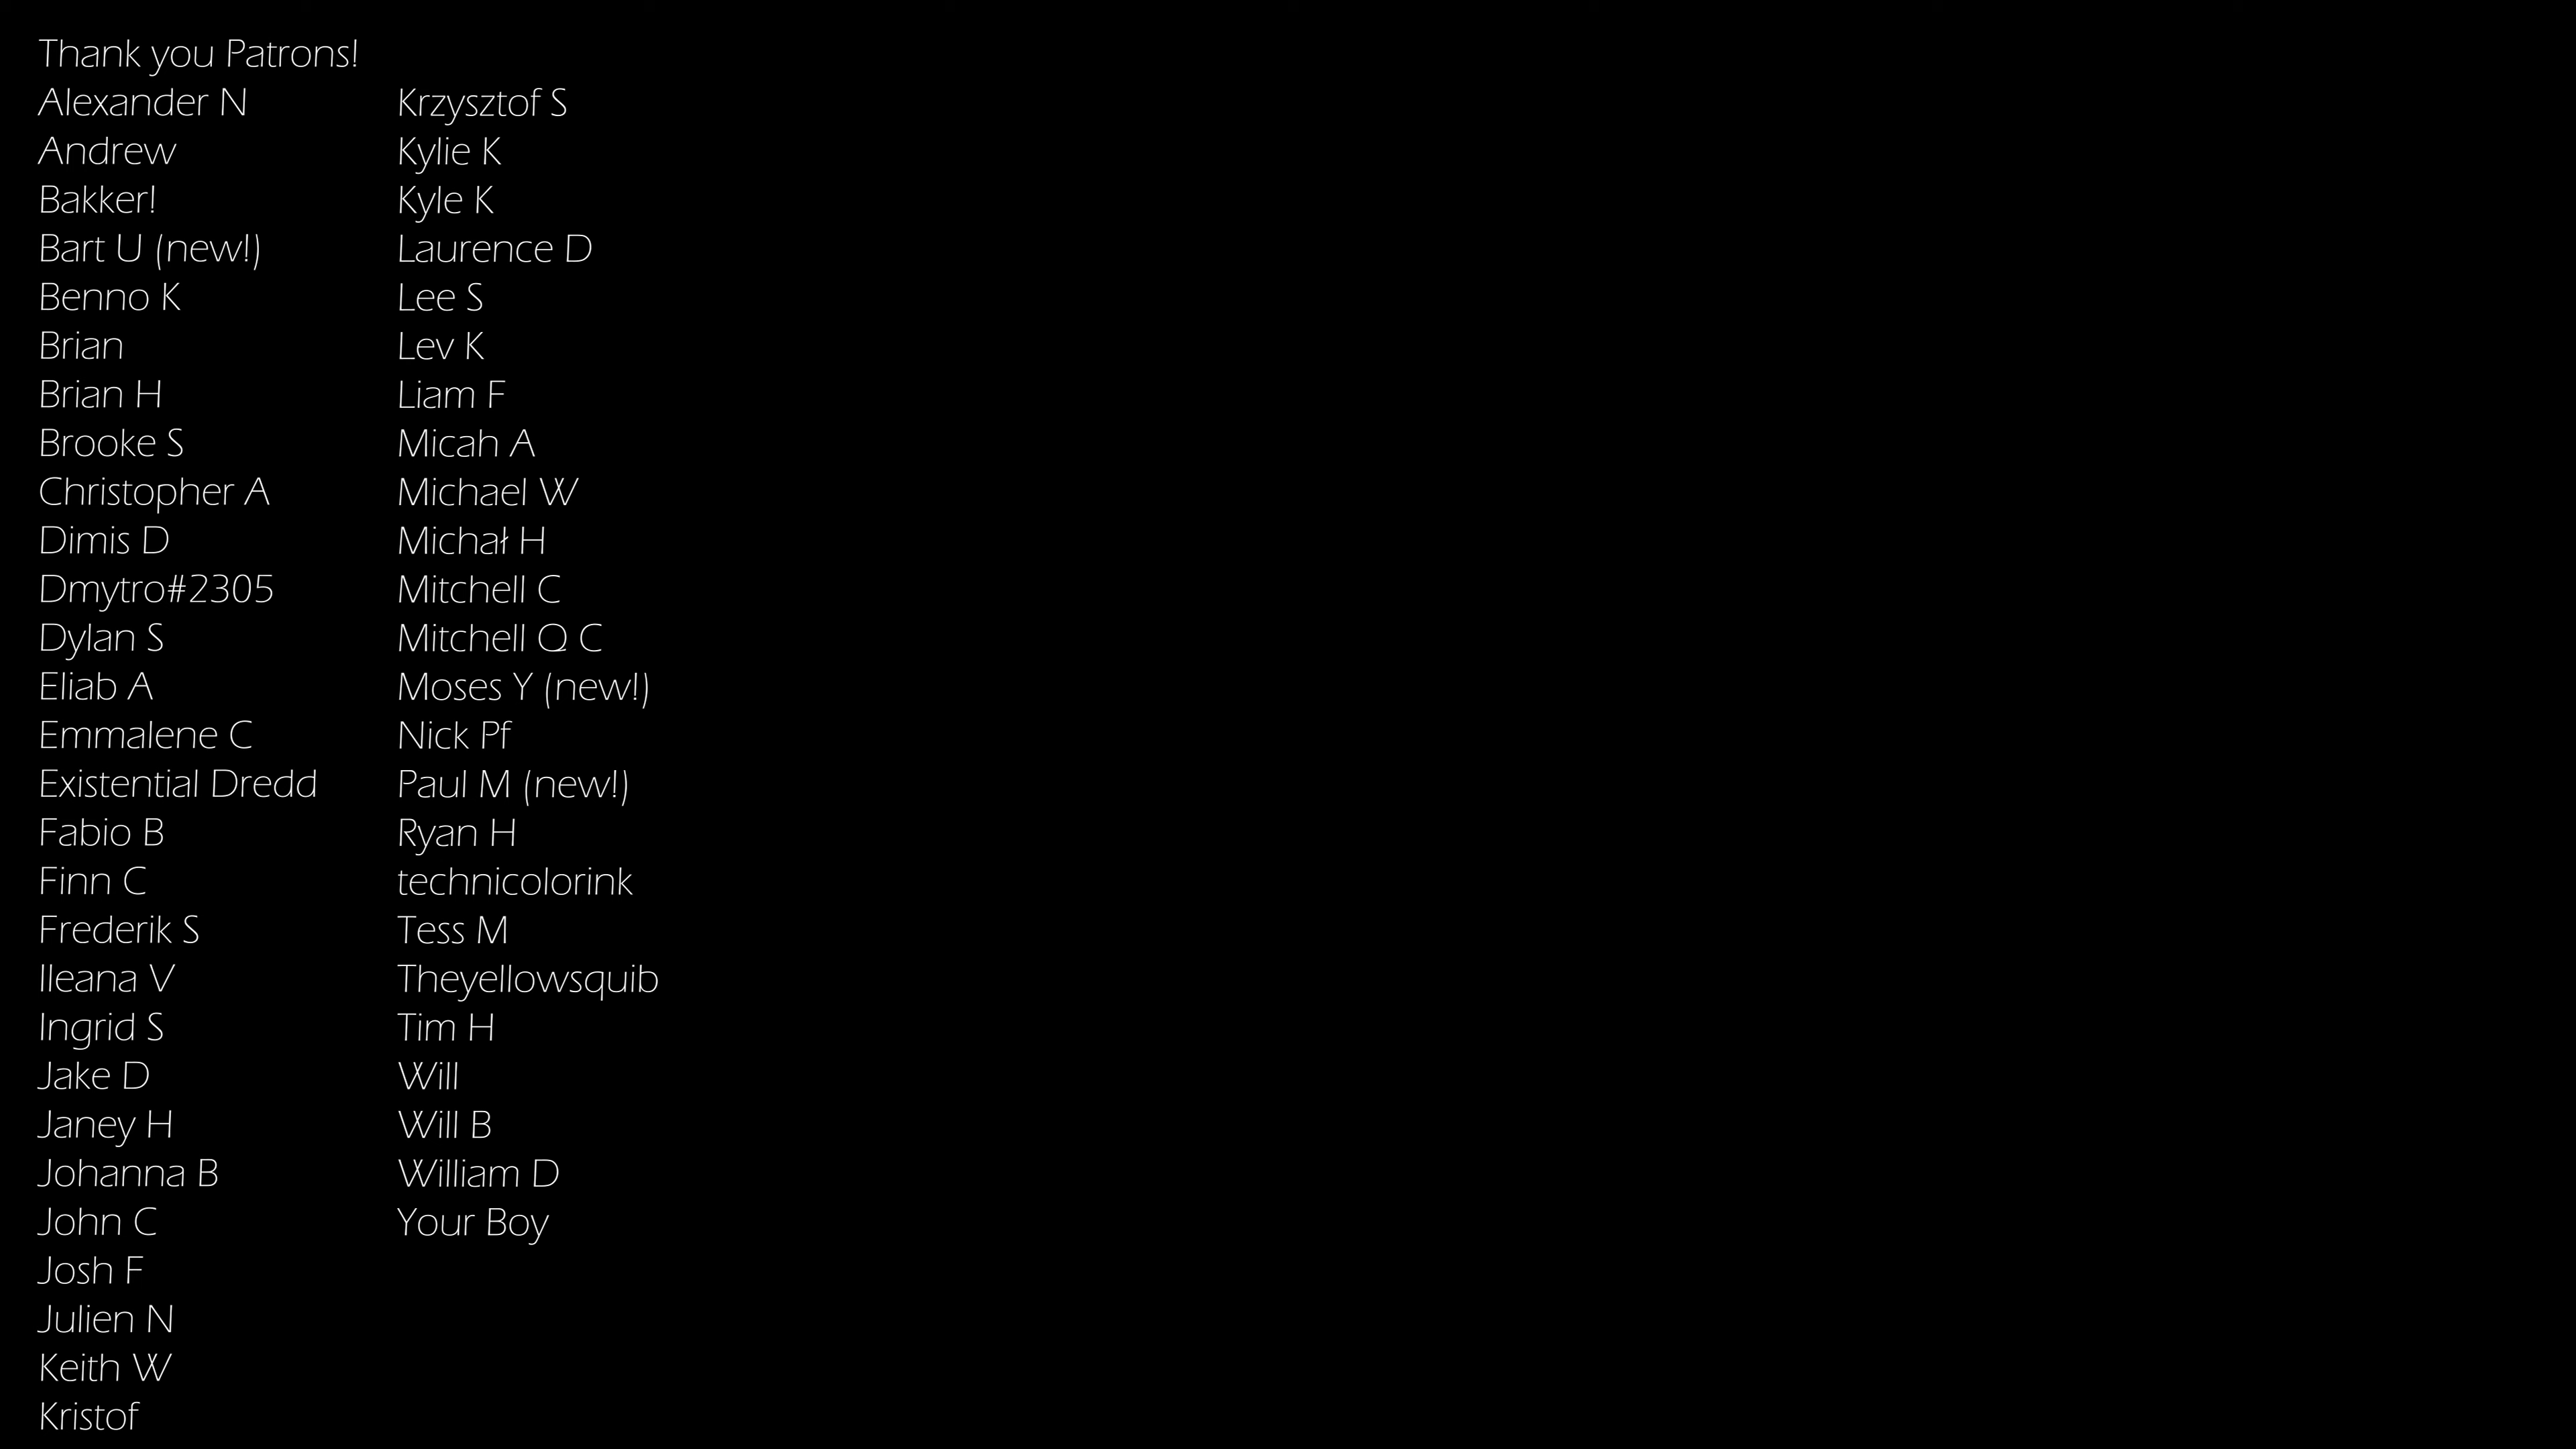 Thank you Patrons!
Alexander N
Andrew
Bakker!
Bart U (new!)
Benno K
Brian
Brian H
Brooke S
Christopher A
Dimis D
Dmytro#2305
Dylan S
Eliab A
Emmalene C
Existential Dredd
Fabio B
Finn C
Frederik S
Ileana V
Ingrid S
Jake D
Janey H
Johanna B
John C
Josh F
Julien N
Keith W
Kristof
Krzysztof S
Kylie K
Kyle K
Laurence D
Lee S
Lev K
Liam F
Micah A
Michael W
Michał H
Mitchell C
Mitchell Q C
Moses Y (new!)
Nick Pf
Paul M (new!)
Ryan H
technicolorink
Tess M
Theyellowsquib
Tim H
Will
Will B
William D
Your Boy